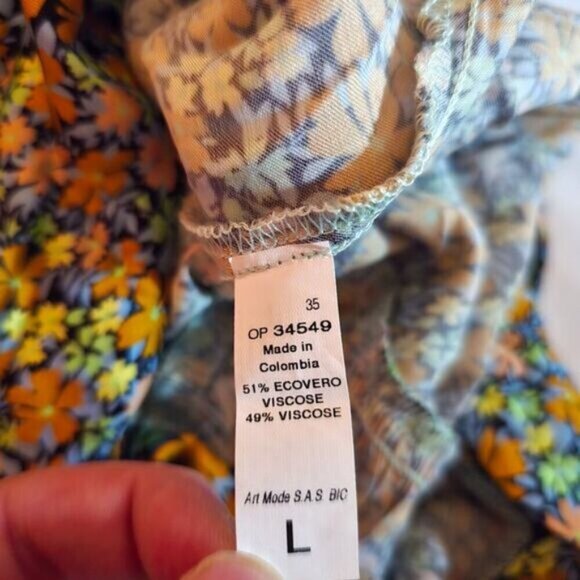 35
OP 34549
Made in
Colombia
51% ECOVERO
VISCOSE
49% VISCOSE
Art Mode S.A.S. BIC
L